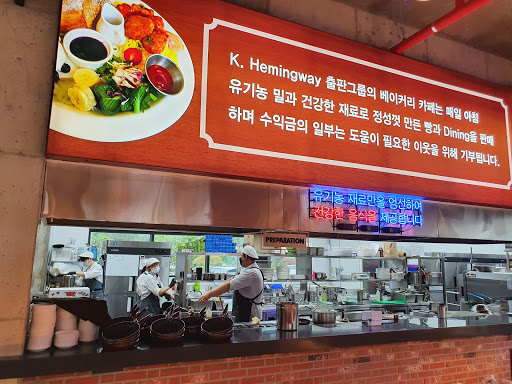 K. Hemingway 출판그룹의 베이커리 카페는 매일 아침
유기농 밀과 건강한 재료로 정성껏 만든 빵과 Dining을 판매
하며 수익금의 일부는 도움이 필요한 이웃을 위해 기부됩니다.
유기농 재료만을 엄선하여
건강한 음식을 제공합니다
PREPARATION